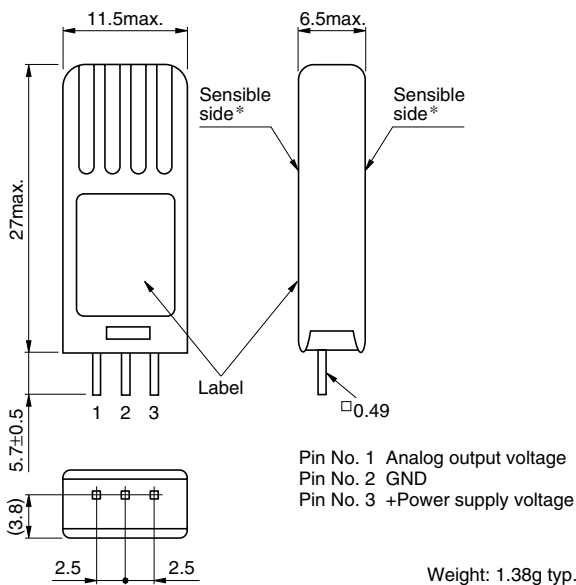 11.5max.
6.5max.
Sensible
side*
Sensible
side*
27max.
Label
5.7±0.5
1 2 3
□0.49
Pin No. 1 Analog output voltage
Pin No. 2 GND
Pin No. 3 +Power supply voltage
(3.8)
2.5 2.5
Weight: 1.38g typ.